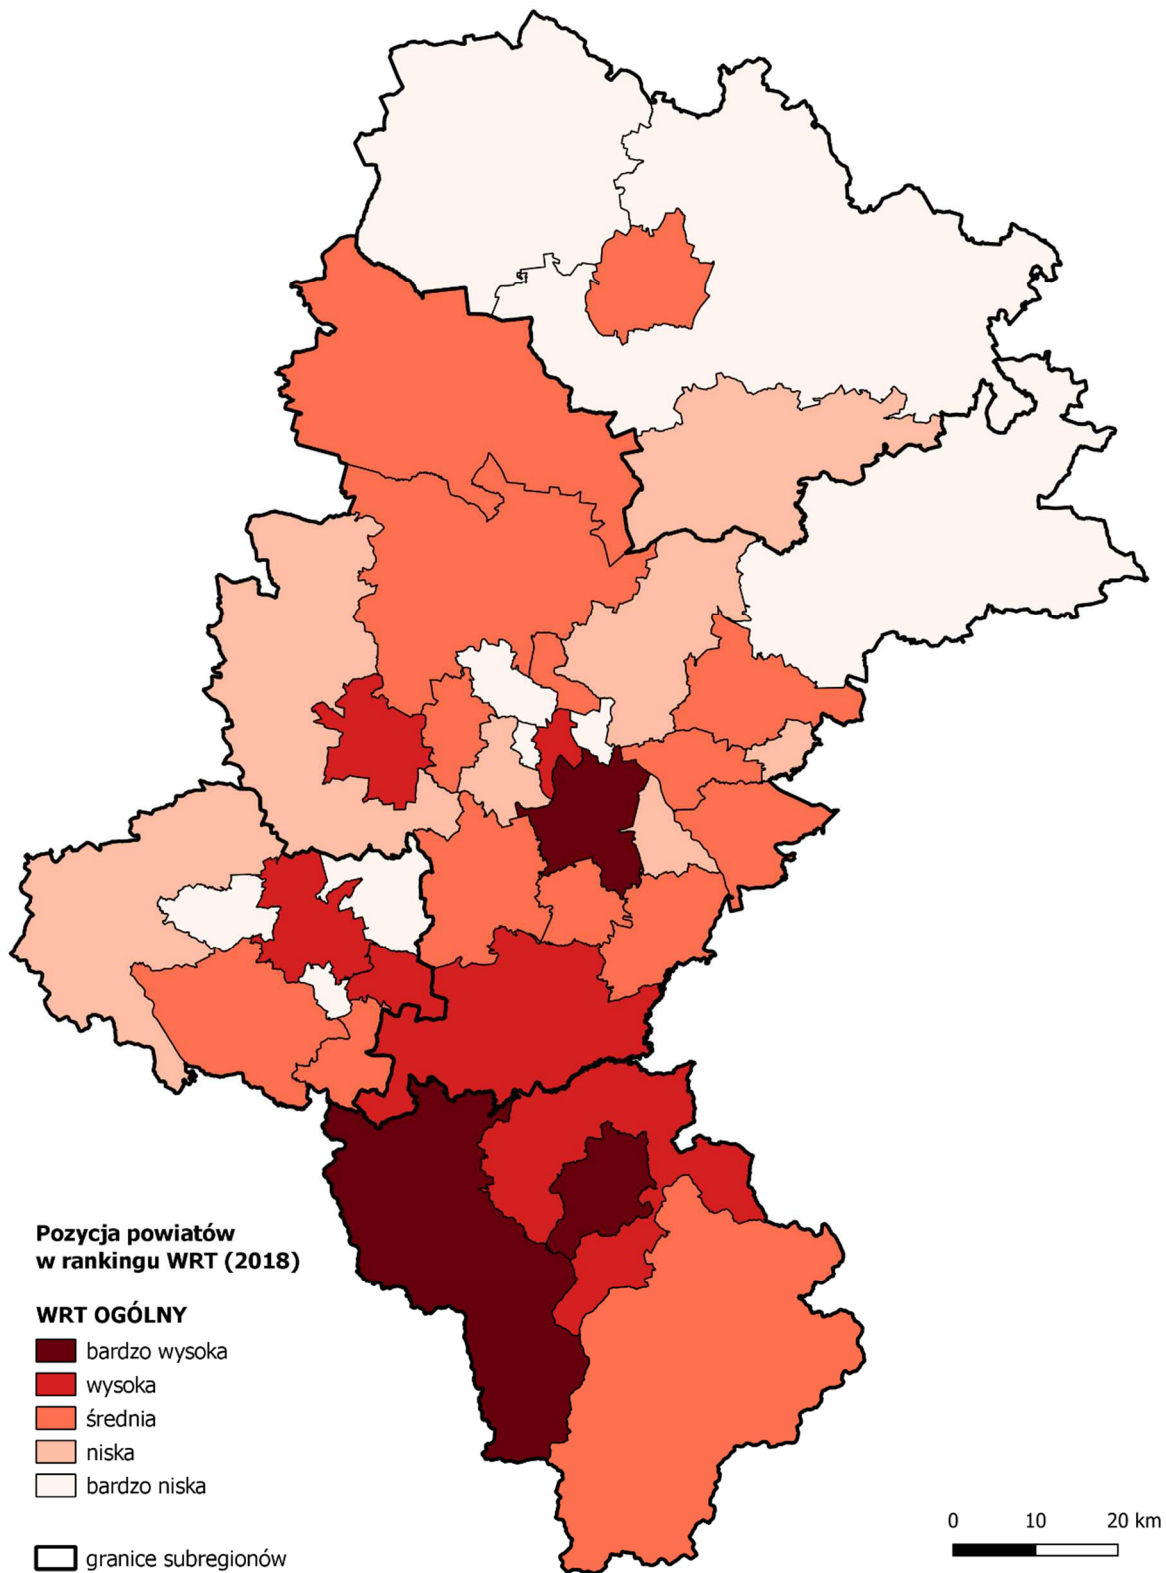 Pozycja powiatów
w rankingu WRT (2018)
WRT OGÓLNY
bardzo wysoka
wysoka
średnia
niska
bardzo niska
granice subregionów
0 10 20 km